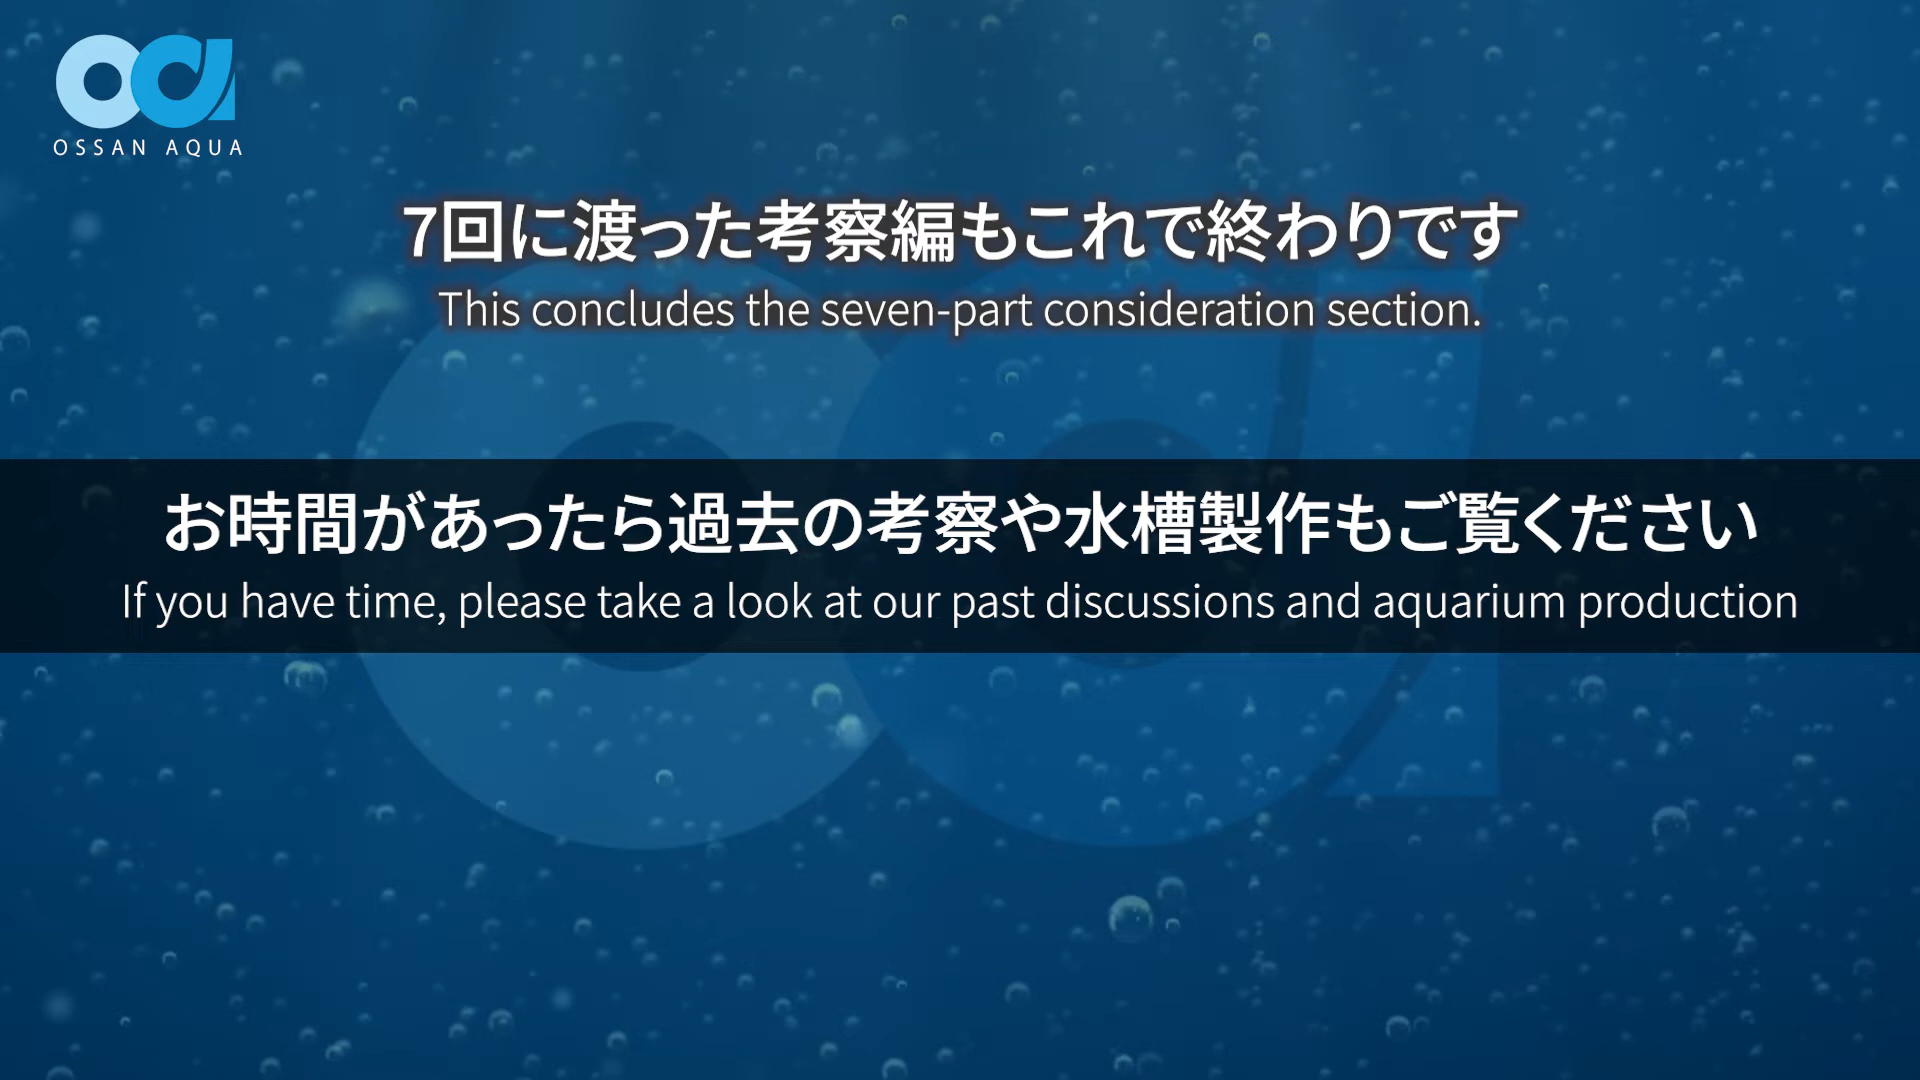 OSSAN AQUA
7回に渡った考察編もこれで終わりです
This concludes the seven-part consideration section.
お時間があったら過去の考察や水槽製作もご覧ください
If you have time, please take a look at our past discussions and aquarium production